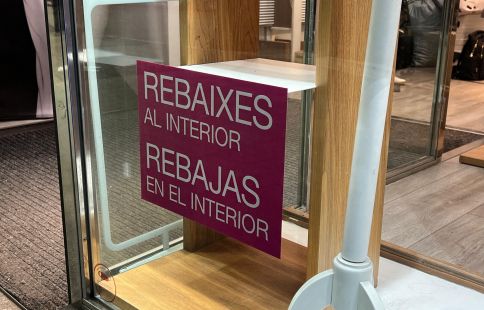 REBAIXES
AL INTERIOR
REBAJAS
EN EL INTERIOR